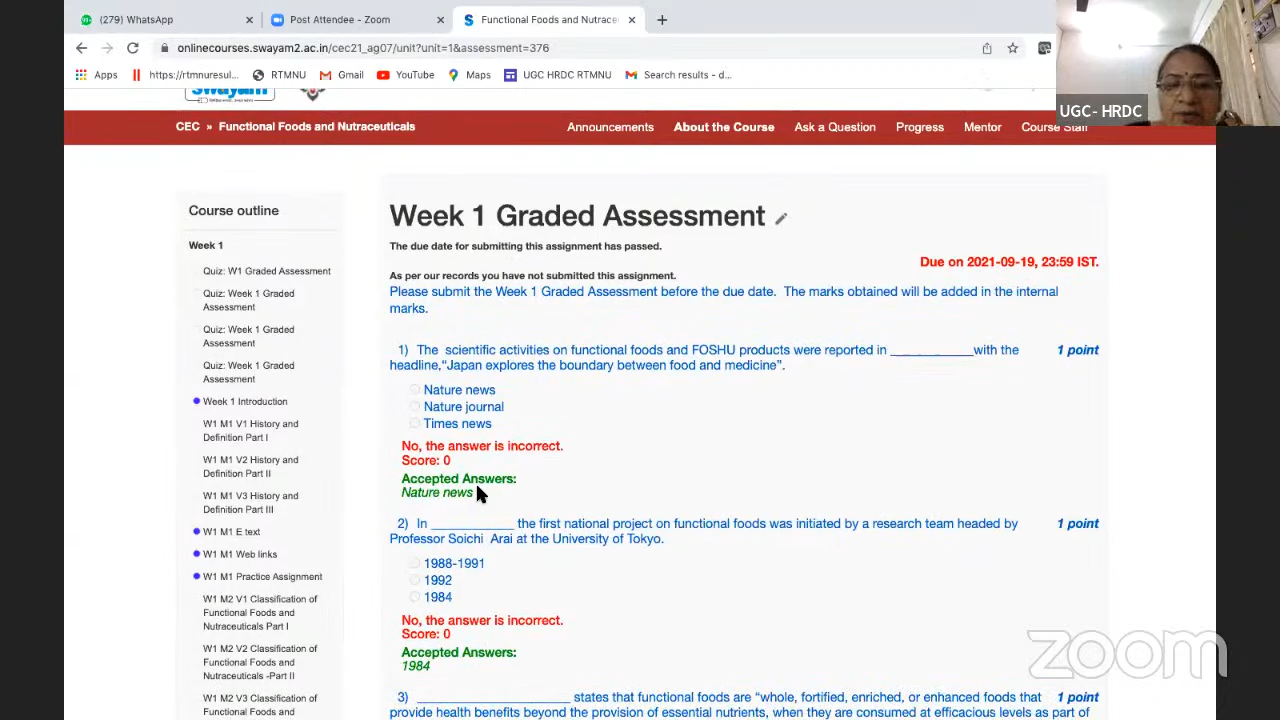 (279) WhatsApp
Post Attendee - Zoom
Functional Foods and Nutrace
onlinecourses.swayam2.ac.in/cec21_ag07/unit?unit=1&assessment=376
Apps
https://rtmnuresul...
RTMNU
Gmail
YouTube
Maps
UGC HRDC RTMNU
Search results - d...
UGC- HRDC
swayam
CEC » Functional Foods and Nutraceuticals
Announcements
About the Course
Ask a Question
Progress
Mentor
Course Staff
Course outline
Week 1
Quiz: W1 Graded Assessment
Quiz: Week 1 Graded
Assessment
Quiz: Week 1 Graded
Assessment
Quiz: Week 1 Graded
Assessment
Week 1 Introduction
W1 M1 V1 History and
Definition Part I
W1 M1 V2 History and
Definition Part II
W1 M1 V3 History and
Definition Part III
W1 M1 E text
W1 M1 Web links
W1 M1 Practice Assignment
W1 M2 V1 Classification of
Functional Foods and
Nutraceuticals Part I
W1 M2 V2 Classification of
Functional Foods and
Nutraceuticals -Part II
W1 M2 V3 Classification of
Functional Foods and
Week 1 Graded Assessment
The due date for submitting this assignment has passed.
Due on 2021-09-19, 23:59 IST.
As per our records you have not submitted this assignment.
Please submit the Week 1 Graded Assessment before the due date. The marks obtained will be added in the internal
marks.
1) The scientific activities on functional foods and FOSHU products were reported in ____________with the 1 point
headline,“Japan explores the boundary between food and medicine”.
Nature news
Nature journal
Times news
No, the answer is incorrect.
Score: 0
Accepted Answers:
Nature news
2) In ____________ the first national project on functional foods was initiated by a research team headed by 1 point
Professor Soichi Arai at the University of Tokyo.
1988-1991
1992
1984
No, the answer is incorrect.
Score: 0
Accepted Answers:
1984
3) ______________________ states that functional foods are “whole, fortified, enriched, or enhanced foods that 1 point
provide health benefits beyond the provision of essential nutrients, when they are consumed at efficacious levels as part of
zoom